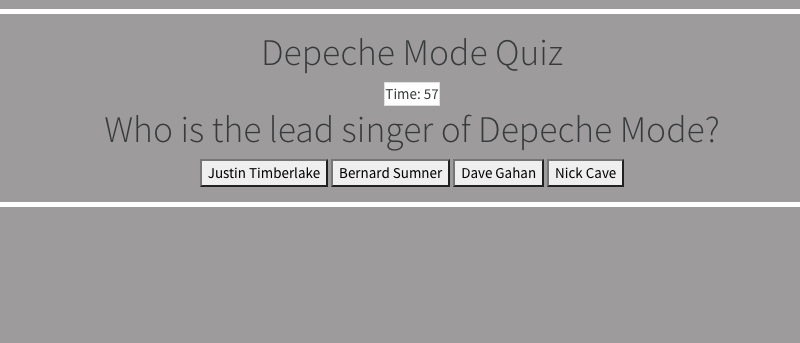 Depeche Mode Quiz
Time: 57
Who is the lead singer of Depeche Mode?
Justin Timberlake Bernard Sumner Dave Gahan Nick Cave